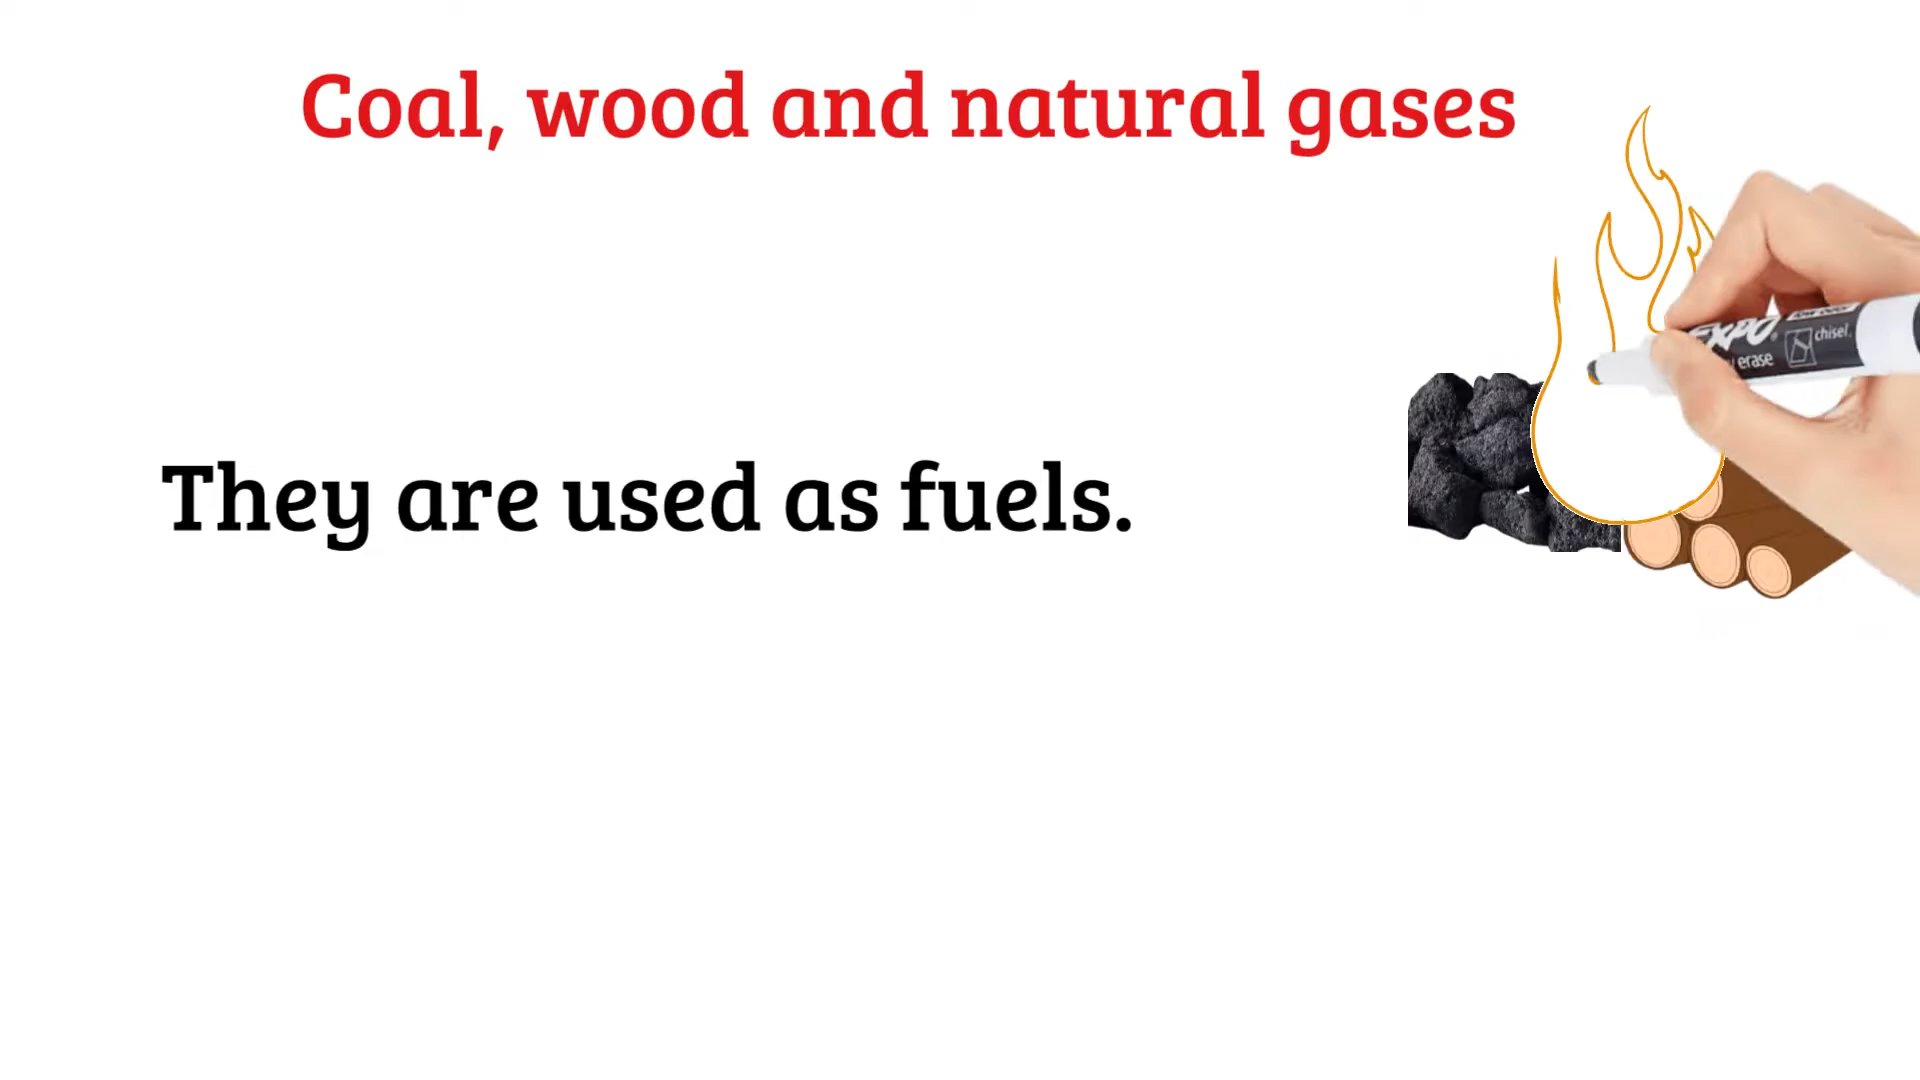 Coal, wood and natural gases
They are used as fuels.
EXPO
chisel.
erase